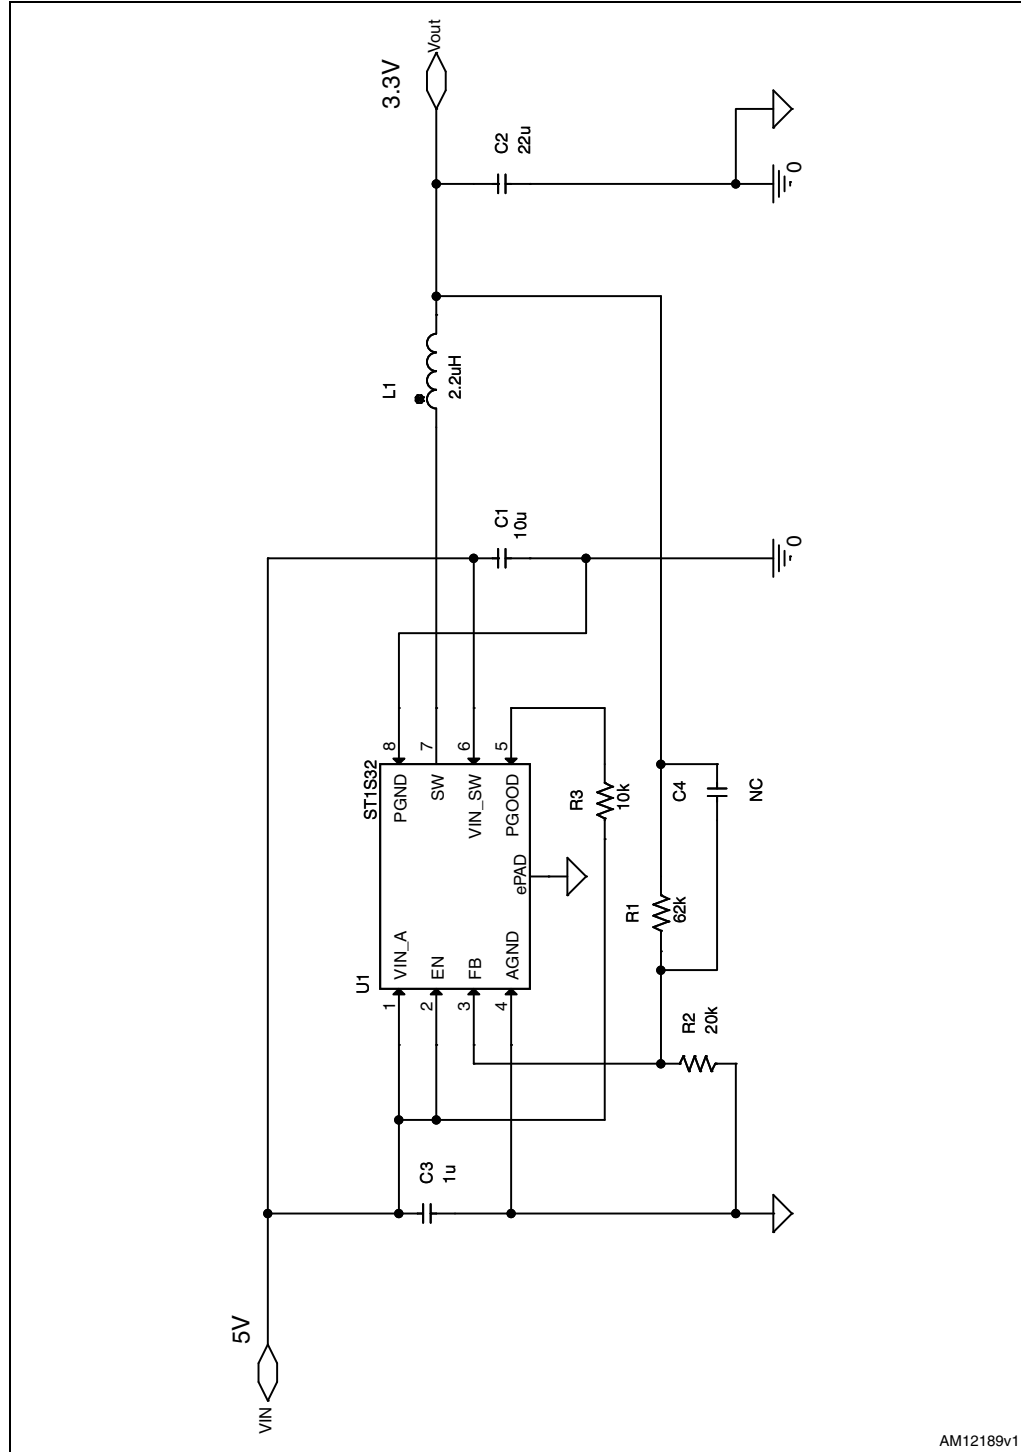 VIN
5V
C3
1u
U1
ST1S32
1
VIN_A
2
EN
3
FB
4
AGND
PGND
8
SW
7
VIN_SW
6
PGOOD
5
ePAD
R3
10k
R2
20k
R1
62k
C4
NC
C1
10u
0
L1
2.2uH
C2
22u
0
3.3V
Vout
AM12189v1